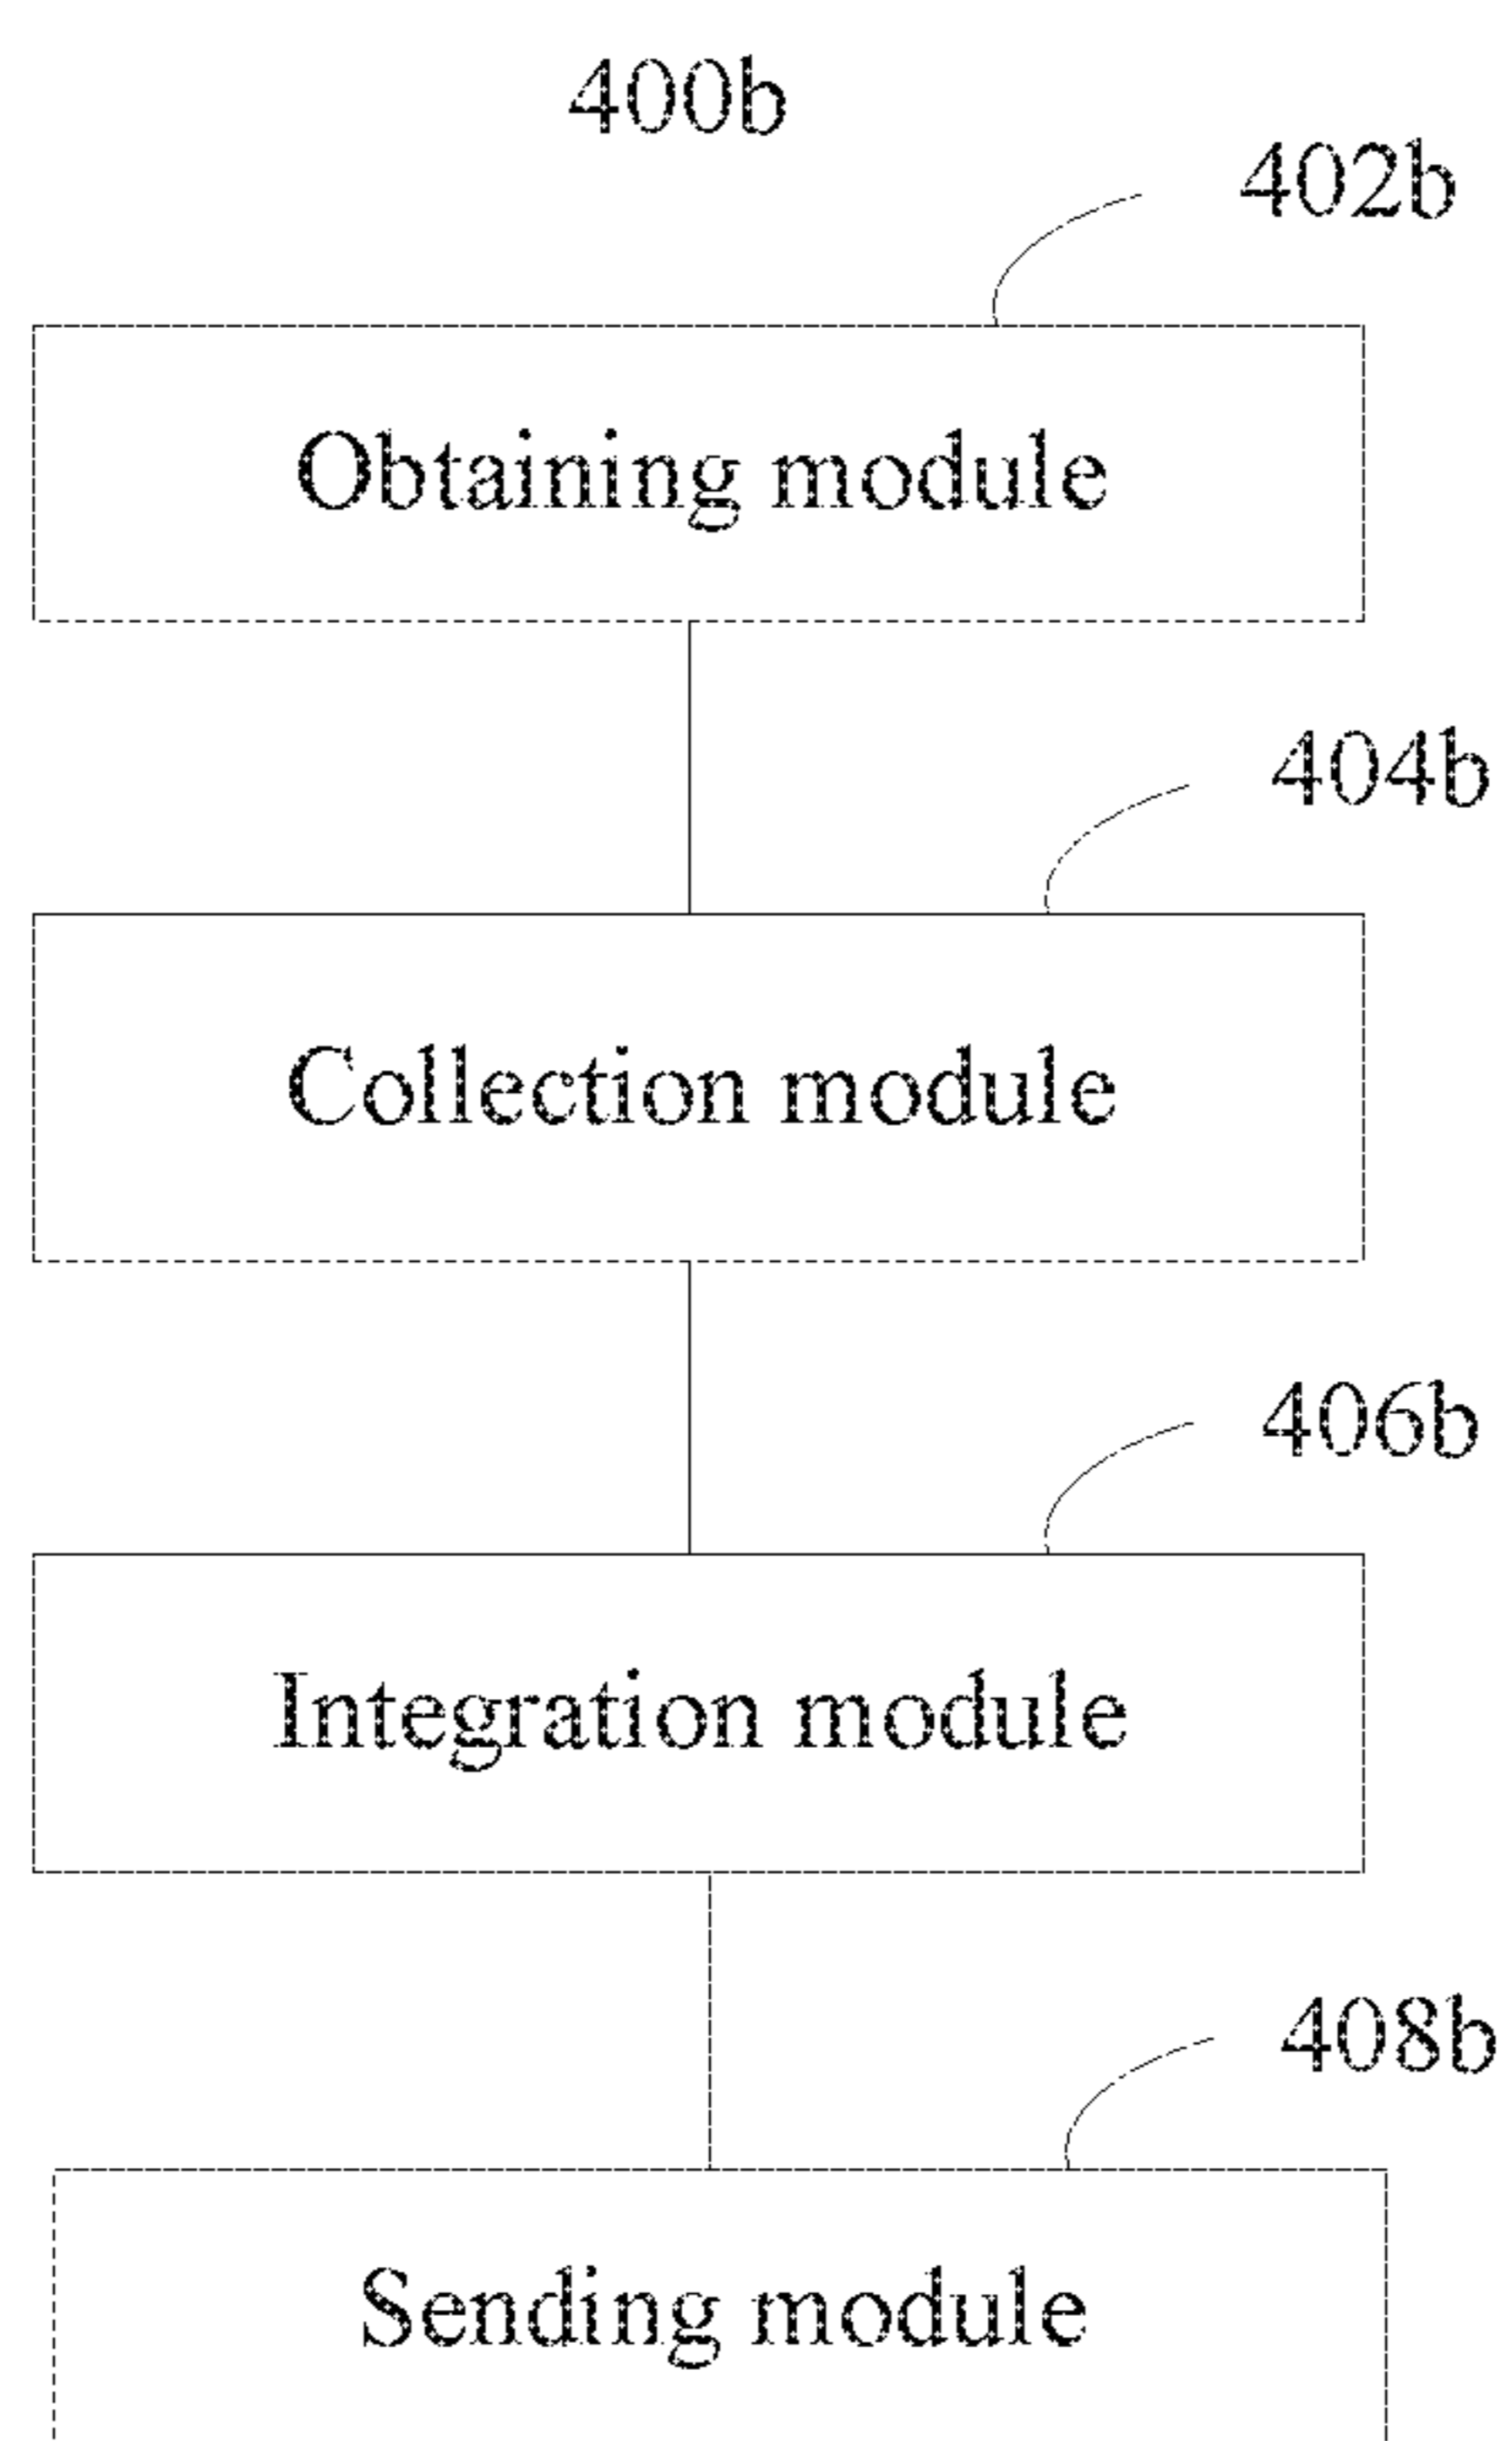 400b
402b
Obtaining module
404b
Collection module
406b
Integration module
408b
Sending module